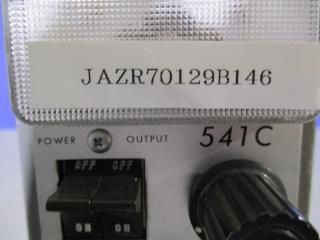 JAZR70129B146
POWER OUTPUT 541C
OFF OFF
ON ON